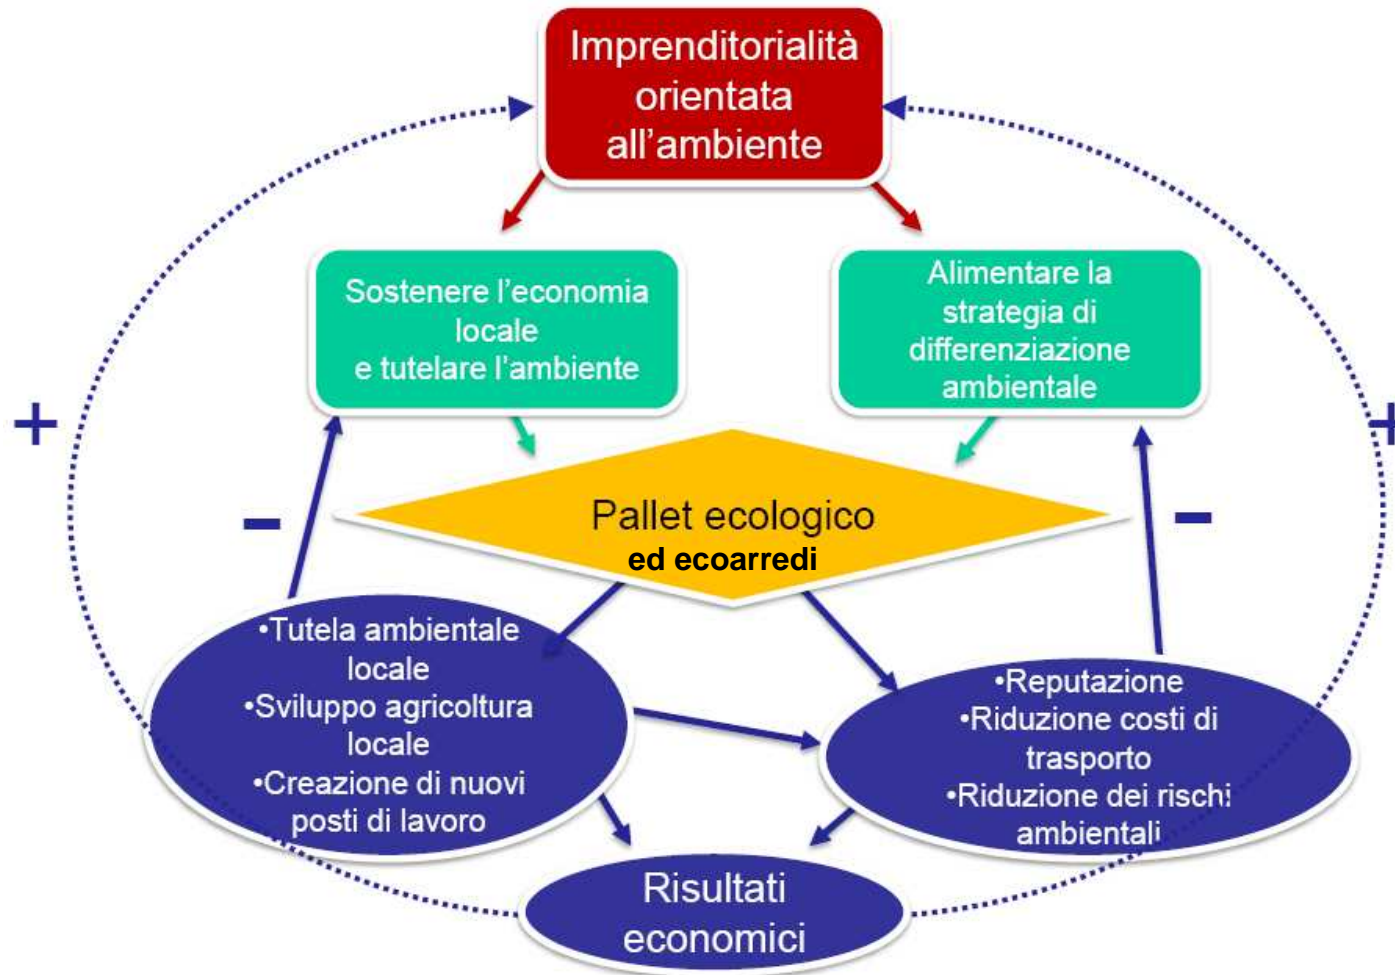 Imprenditorialità
orientata
all'ambiente
Sostenere l'economia
locale
e tutelare l'ambiente
Alimentare la
strategia di
differenziazione
ambientale
+
+
–
–
Pallet ecologico
ed ecoarredi
•Tutela ambientale
locale
•Sviluppo agricoltura
locale
•Creazione di nuovi
posti di lavoro
•Reputazione
•Riduzione costi di
trasporto
•Riduzione dei rischi
ambientali
Risultati
economici